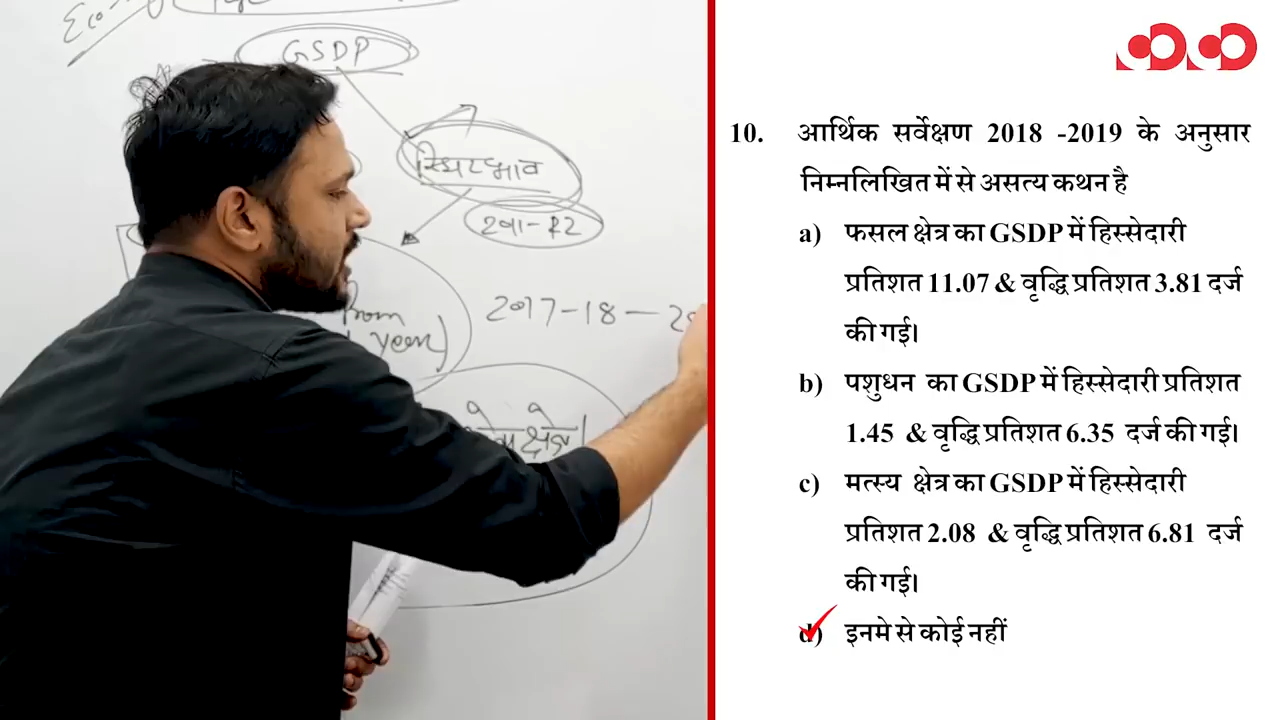 GSDP
स्थिर भाव
2011-12
from
year)
2017-18 —
10. आर्थिक सर्वेक्षण 2018 -2019 के अनुसार
निम्नलिखित में से असत्य कथन है
a) फसल क्षेत्र का GSDP में हिस्सेदारी
प्रतिशत 11.07 & वृद्धि प्रतिशत 3.81 दर्ज
की गई।
b) पशुधन का GSDP में हिस्सेदारी प्रतिशत
1.45 & वृद्धि प्रतिशत 6.35 दर्ज की गई।
c) मत्स्य क्षेत्र का GSDP में हिस्सेदारी
प्रतिशत 2.08 & वृद्धि प्रतिशत 6.81 दर्ज
की गई।
d) इनमे से कोई नहीं